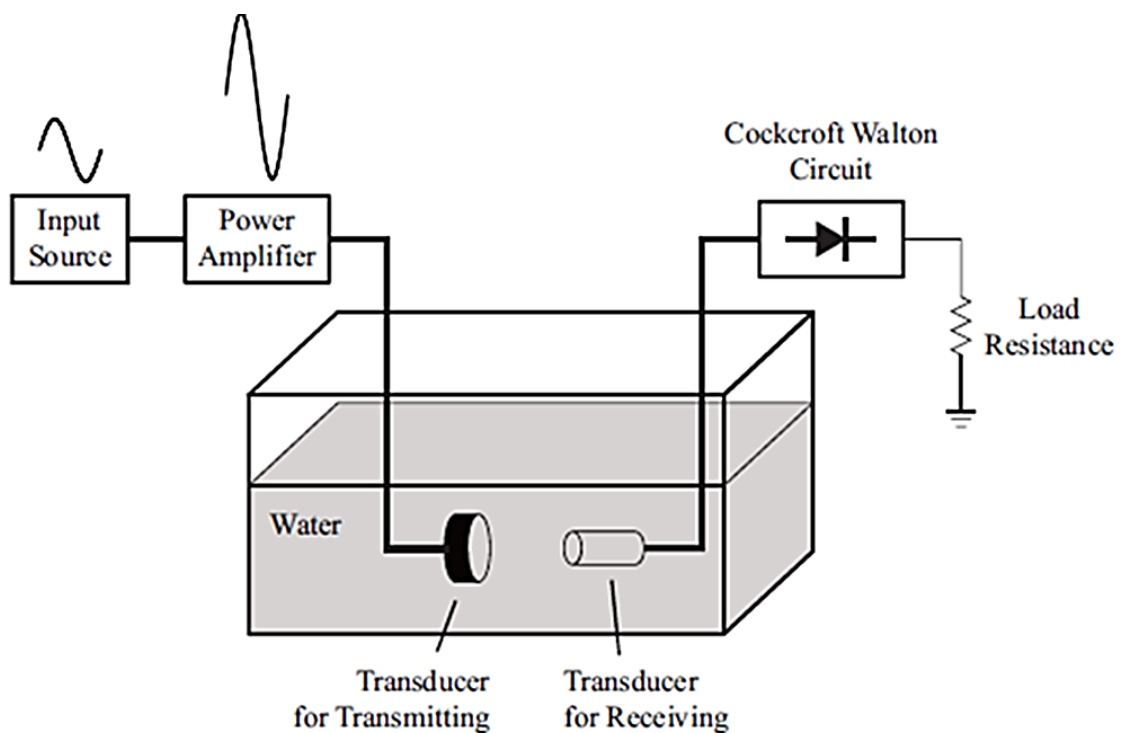 Input
Source
Power
Amplifier
Cockcroft Walton
Circuit
Load
Resistance
Water
Transducer
for Transmitting
Transducer
for Receiving